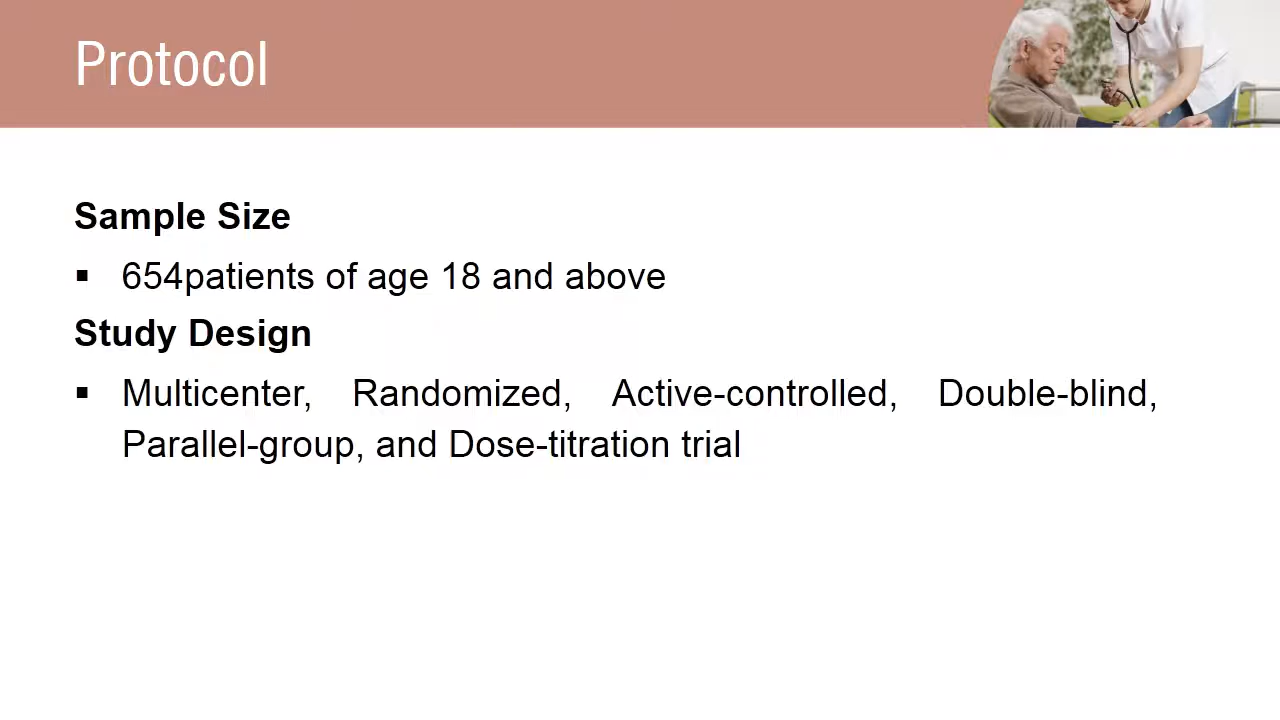 Protocol
Sample Size
▪ 654patients of age 18 and above
Study Design
▪ Multicenter, Randomized, Active-controlled, Double-blind,
Parallel-group, and Dose-titration trial